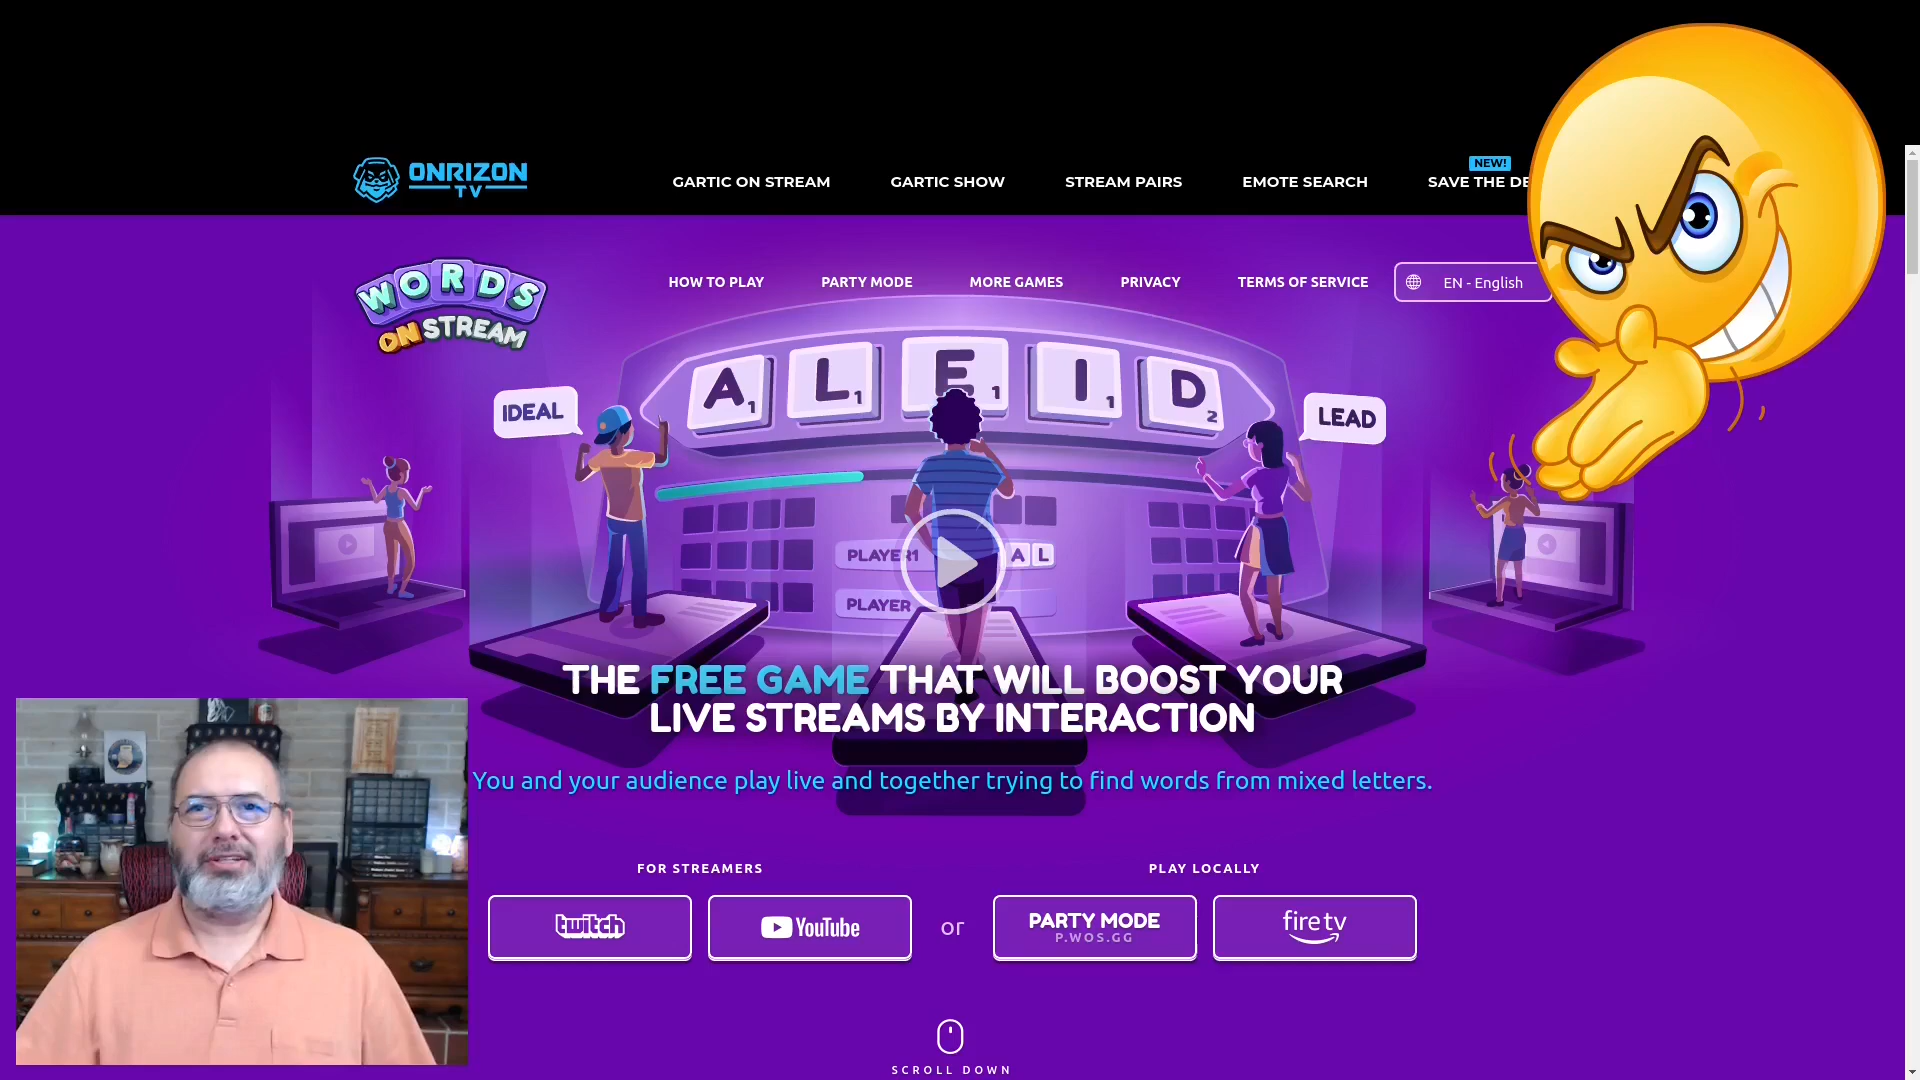 ONRIZON
TV
GARTIC ON STREAM
GARTIC SHOW
STREAM PAIRS
EMOTE SEARCH
NEW!
SAVE THE DE
WORDS
ON STREAM
HOW TO PLAY
PARTY MODE
MORE GAMES
PRIVACY
TERMS OF SERVICE
EN - English
A1 L1 E1 I1 D2
IDEAL
LEAD
PLAYER1
A L
PLAYER
THE FREE GAME THAT WILL BOOST YOUR
LIVE STREAMS BY INTERACTION
You and your audience play live and together trying to find words from mixed letters.
FOR STREAMERS
PLAY LOCALLY
twitch
YouTube
or
PARTY MODE
P.WOS.GG
fire tv
SCROLL DOWN